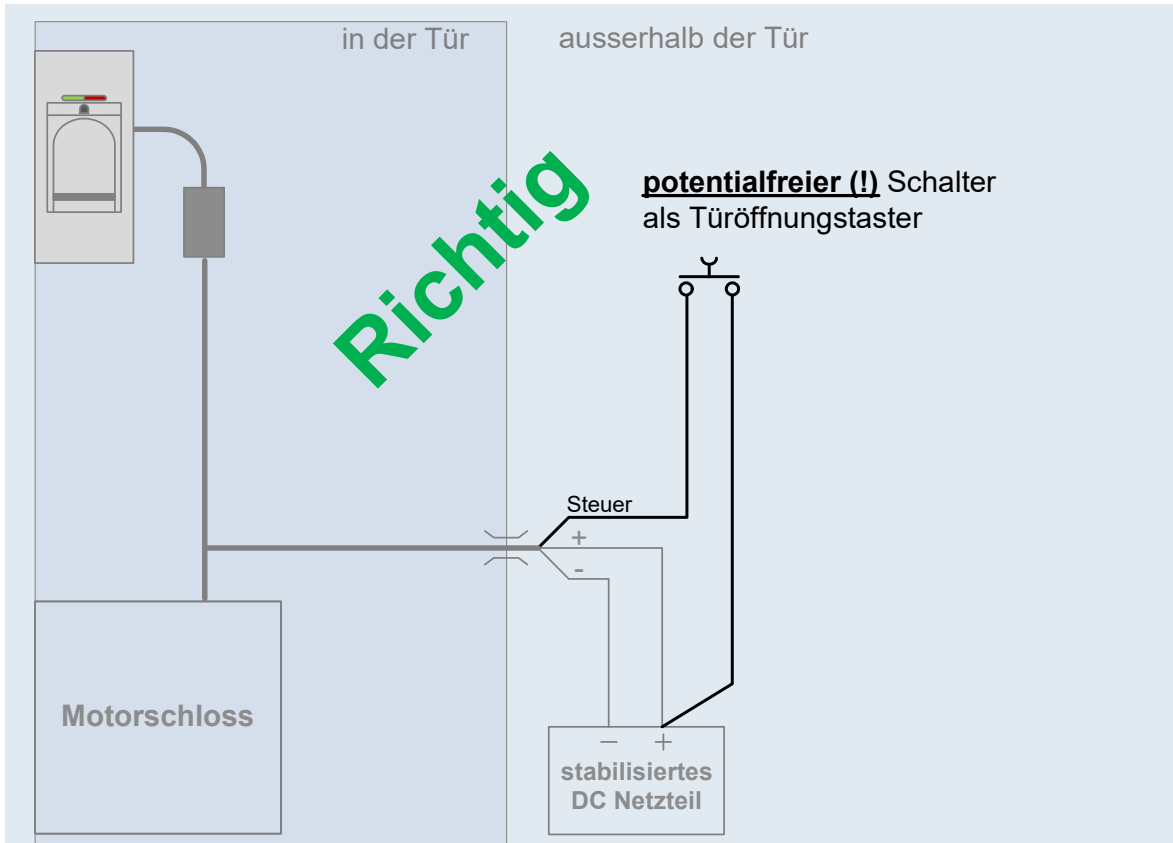 in der Tür
ausserhalb der Tür
Richtig
potentialfreier (!) Schalter
als Türöffnungstaster
Steuer
+
-
Motorschloss
− +
stabilisiertes
DC Netzteil